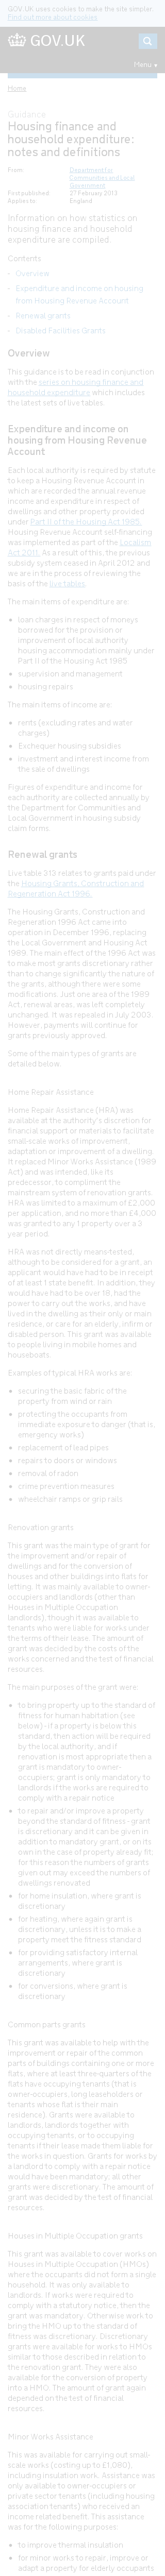 GOV.UK uses cookies to make the site simpler.
Find out more about cookies
GOV.UK
Menu
Home
Guidance
Housing finance and
household expenditure:
notes and definitions
From: Department for
Communities and Local
Government
First published: 27 February 2013
Applies to: England
Information on how statistics on
housing finance and household
expenditure are compiled.
Contents
- Overview
- Expenditure and income on housing
from Housing Revenue Account
- Renewal grants
- Disabled Facilities Grants
Overview
This guidance is to be read in conjunction
with the series on housing finance and
household expenditure which includes
the latest sets of live tables.
Expenditure and income on
housing from Housing Revenue
Account
Each local authority is required by statute
to keep a Housing Revenue Account in
which are recorded the annual revenue
income and expenditure in respect of
dwellings and other property provided
under Part II of the Housing Act 1985.
Housing Revenue Account self-financing
was implemented as part of the Localism
Act 2011. As a result of this, the previous
subsidy system ceased in April 2012 and
we are in the process of reviewing the
basis of the live tables.
The main items of expenditure are:
• loan charges in respect of moneys
borrowed for the provision or
improvement of local authority
housing accommodation mainly under
Part II of the Housing Act 1985
• supervision and management
• housing repairs
The main items of income are:
• rents (excluding rates and water
charges)
• Exchequer housing subsidies
• investment and interest income from
the sale of dwellings
Figures of expenditure and income for
each authority are collected annually by
the Department for Communities and
Local Government in housing subsidy
claim forms.
Renewal grants
Live table 313 relates to grants paid under
the Housing Grants, Construction and
Regeneration Act 1996.
The Housing Grants, Construction and
Regeneration 1996 Act came into
operation in December 1996, replacing
the Local Government and Housing Act
1989. The main effect of the 1996 Act was
to make most grants discretionary rather
than to change significantly the nature of
the grants, although some there were
modifications. Just one area of the 1989
Act, renewal areas, was left completely
unchanged. It was repealed in July 2003.
However, payments will continue for
grants previously approved.
Some of the main types of grants are
detailed below.
Home Repair Assistance
Home Repair Assistance (HRA) was
available at the authority's discretion for
financial support or materials to facilitate
small-scale works of improvement,
adaptation or improvement of a dwelling.
It replaced Minor Works Assistance (1989
Act) and was intended, like its
predecessor, to compliment the
mainstream system of renovation grants.
HRA was limited to a maximum of £2,000
per application, and no more than £4,000
was granted to any 1 property over a 3
year period.
HRA was not directly means-tested,
although to be considered for the grant,
all applicants would have to be in receipt
of at least 1 state benefit. In addition, they
would have had to be over 18, had the
power to carry out the works, and have
lived in the dwelling as their only or main
residence, or care for an elderly, infirm or
disabled person. This grant was available
to people living in mobile homes and
houseboats.
Examples of typical HRA works are:
• securing the basic fabric of the
property from wind or rain
• protecting the occupants from
immediate exposure to danger (that is,
emergency works)
• replacement of lead pipes
• repairs to doors or windows
• removal of radon
• crime prevention measures
• wheelchair ramps or grip rails
Renovation grants
This grant was the main type of grant for
the improvement and/or repair of
dwellings and for the conversion of
houses and other buildings into flats for
letting. It was mainly available to owner-
occupiers and landlords (other than
Houses in Multiple Occupation
landlords), though it was available to
tenants who were liable for works under
the terms of their lease. The amount of
grant was decided by the costs of the
works concerned and the test of financial
resources.
The main purposes of the grant were:
• to bring property up to the standard of
fitness for human habitation (see
below) - if a property is below this
standard, then action will be required
by the local authority, and if
renovation is most appropriate then a
grant is mandatory to owner-
occupiers; grant is only mandatory to
landlords if the works are required to
comply with a repair notice
• to repair and/or improve a property
beyond the standard of fitness - grant
is discretionary and it can be given in
addition to mandatory grant, or on its
own in the case of property already fit;
for this reason the number of grants
given out may exceed the number of
dwellings renovated
• for home insulation, where grant is
discretionary
• for heating, where again grant is
discretionary, unless it is to make a
property meet the fitness standard
• for providing satisfactory internal
arrangements, where grant is
discretionary
• for conversions, where grant is
discretionary
Common parts grants
This grant was available to help with the
improvement or repair of the common
parts of buildings containing one or more
flats, where at least three-quarters of the
flats have occupying tenants (that is
owner-occupiers, long leaseholders or
tenants whose flat is their main
residence). Grants were available to
landlords, landlords together with
occupying tenants, or to occupying
tenants if their lease made them liable for
the works in question. Grants for works by
a landlord to comply with a repair notice
would have been mandatory; all other
grants were discretionary. The amount of
grant was decided by the test of financial
resources.
Houses in Multiple Occupation grants
This grant was available to cover works on
Houses in Multiple Occupation (HMOs)
where the occupants did not form a single
household. It was only available to
landlords. If works were required to
comply with a statutory notice, then the
grant was mandatory. Otherwise work to
bring the HMO up to the standard of
fitness was discretionary. Discretionary
grants were available for works to HMOs
similar to those described in relation to
the renovation grant. They were also
available for the conversion of property
into a HMO. The amount of grant again
depended on the test of financial
resources.
Minor Works Assistance
This was available for carrying out small-
scale works (costing up to £1,080),
including insulation work. Assistance was
only available to owner-occupiers or
private sector tenants (including housing
association tenants) who received an
income related benefit. This assistance
was for the following purposes:
• to improve thermal insulation
• for minor works to repair, improve or
adapt a property for elderly occupants